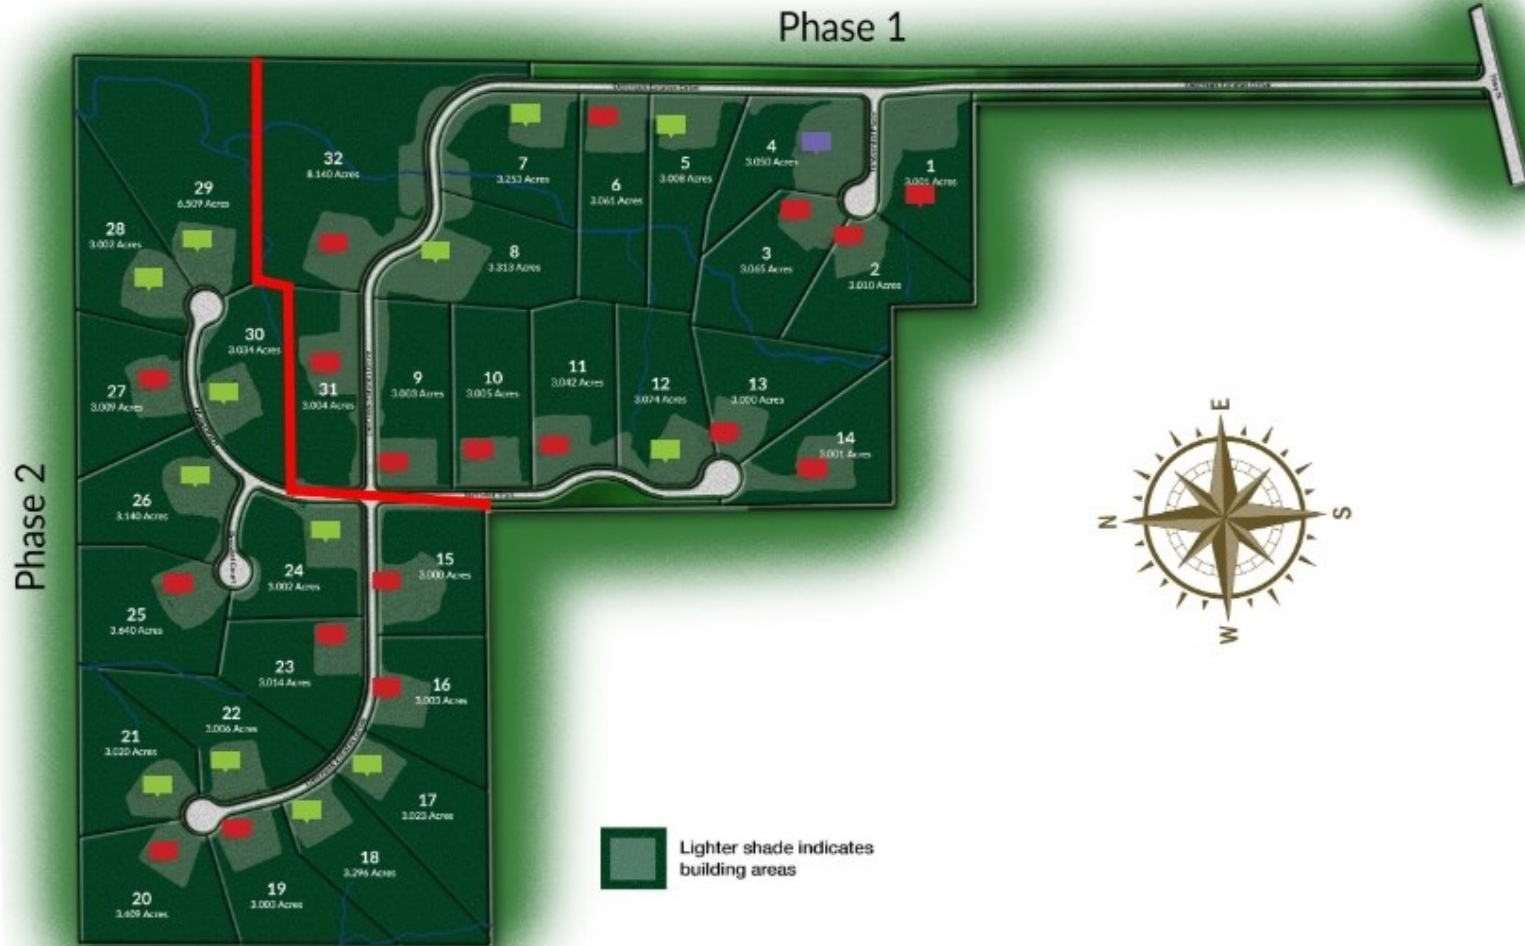 Phase 1
Phase 2
32
8.140 Acres
29
6.509 Acres
28
3.002 Acres
7
3.253 Acres
6
3.061 Acres
5
3.008 Acres
4
3.050 Acres
1
3.001 Acres
8
3.313 Acres
3
3.065 Acres
2
3.010 Acres
30
3.034 Acres
27
3.009 Acres
31
3.004 Acres
9
3.003 Acres
10
3.005 Acres
11
3.042 Acres
12
3.074 Acres
13
3.000 Acres
14
3.001 Acres
26
3.140 Acres
24
3.002 Acres
15
3.000 Acres
25
3.640 Acres
23
3.014 Acres
16
3.003 Acres
22
3.006 Acres
21
3.020 Acres
17
3.023 Acres
18
3.296 Acres
19
3.003 Acres
20
3.409 Acres
E
N
S
W
Lighter shade indicates
building areas